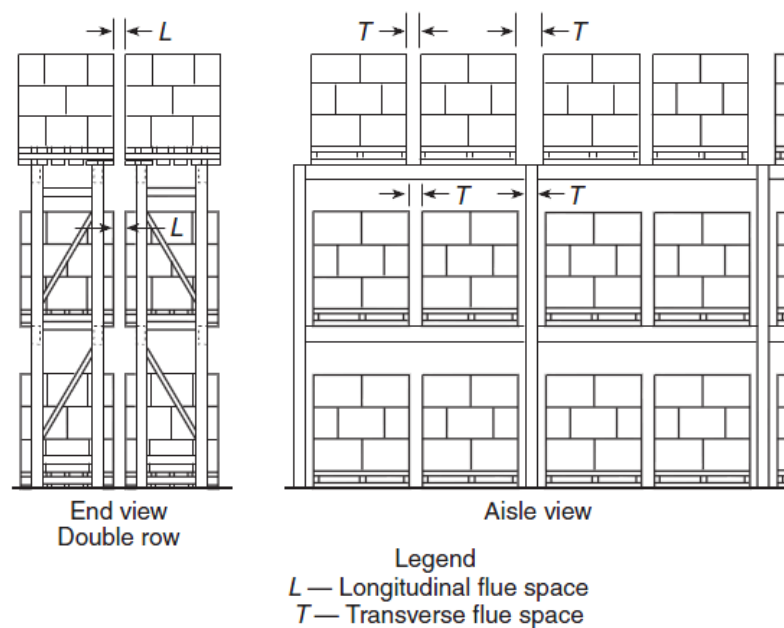 L
T
T
L
T
T
End view
Double row
Aisle view
Legend
L — Longitudinal flue space
T — Transverse flue space